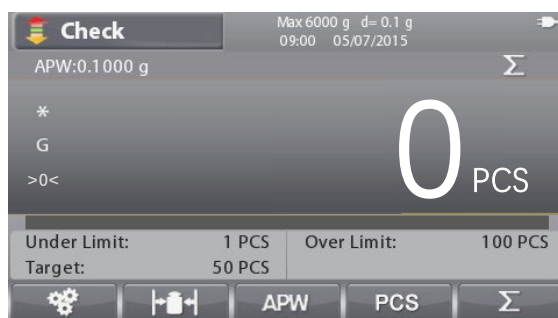 Check
Max 6000 g d= 0.1 g
09:00 05/07/2015
APW:0.1000 g
Σ
*
G
>0<
0 PCS
Under Limit: 1 PCS Over Limit: 100 PCS
Target: 50 PCS
APW PCS Σ